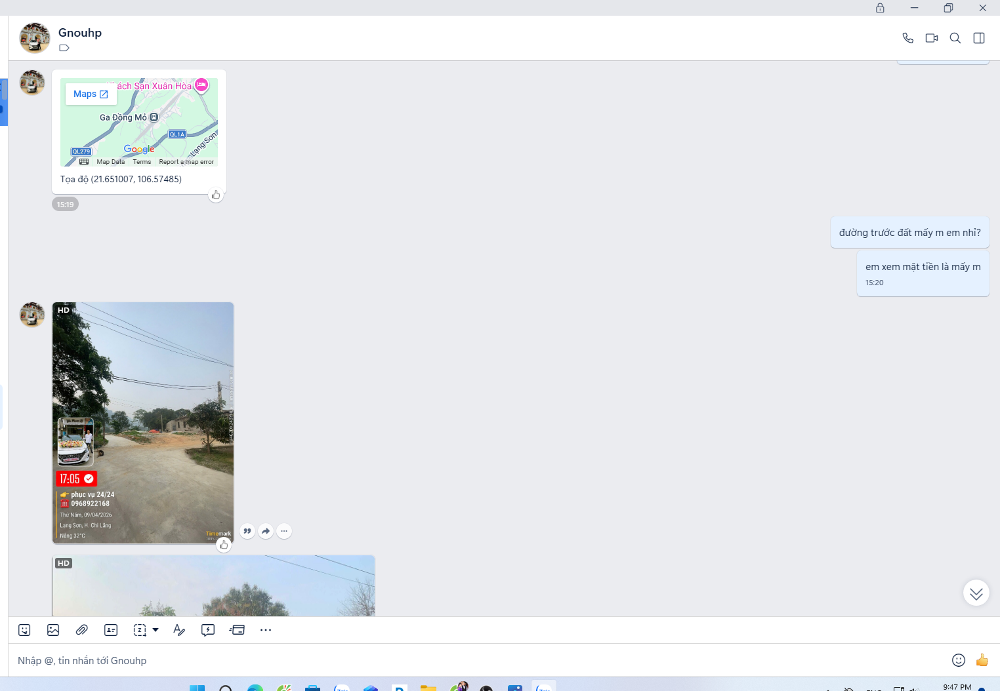 Gnouhp
Khách Sạn Xuân Hòa
Maps
Ga Đồng Mỏ
QL1A
QL279
Lạng Sơn
Google
Map Data
Terms
Report a map error
Tọa độ (21.651007, 106.57485)
15:19
đường trước đất mấy m em nhỉ?
em xem mặt tiền là mấy m
15:20
HD
17:05
phục vụ 24/24
0968922168
Thứ Năm, 09/04/2026
Lạng Sơn, H. Chi Lăng
Nắng 32°C
Timemark
HD
Nhập @, tin nhắn tới Gnouhp
9:47 PM